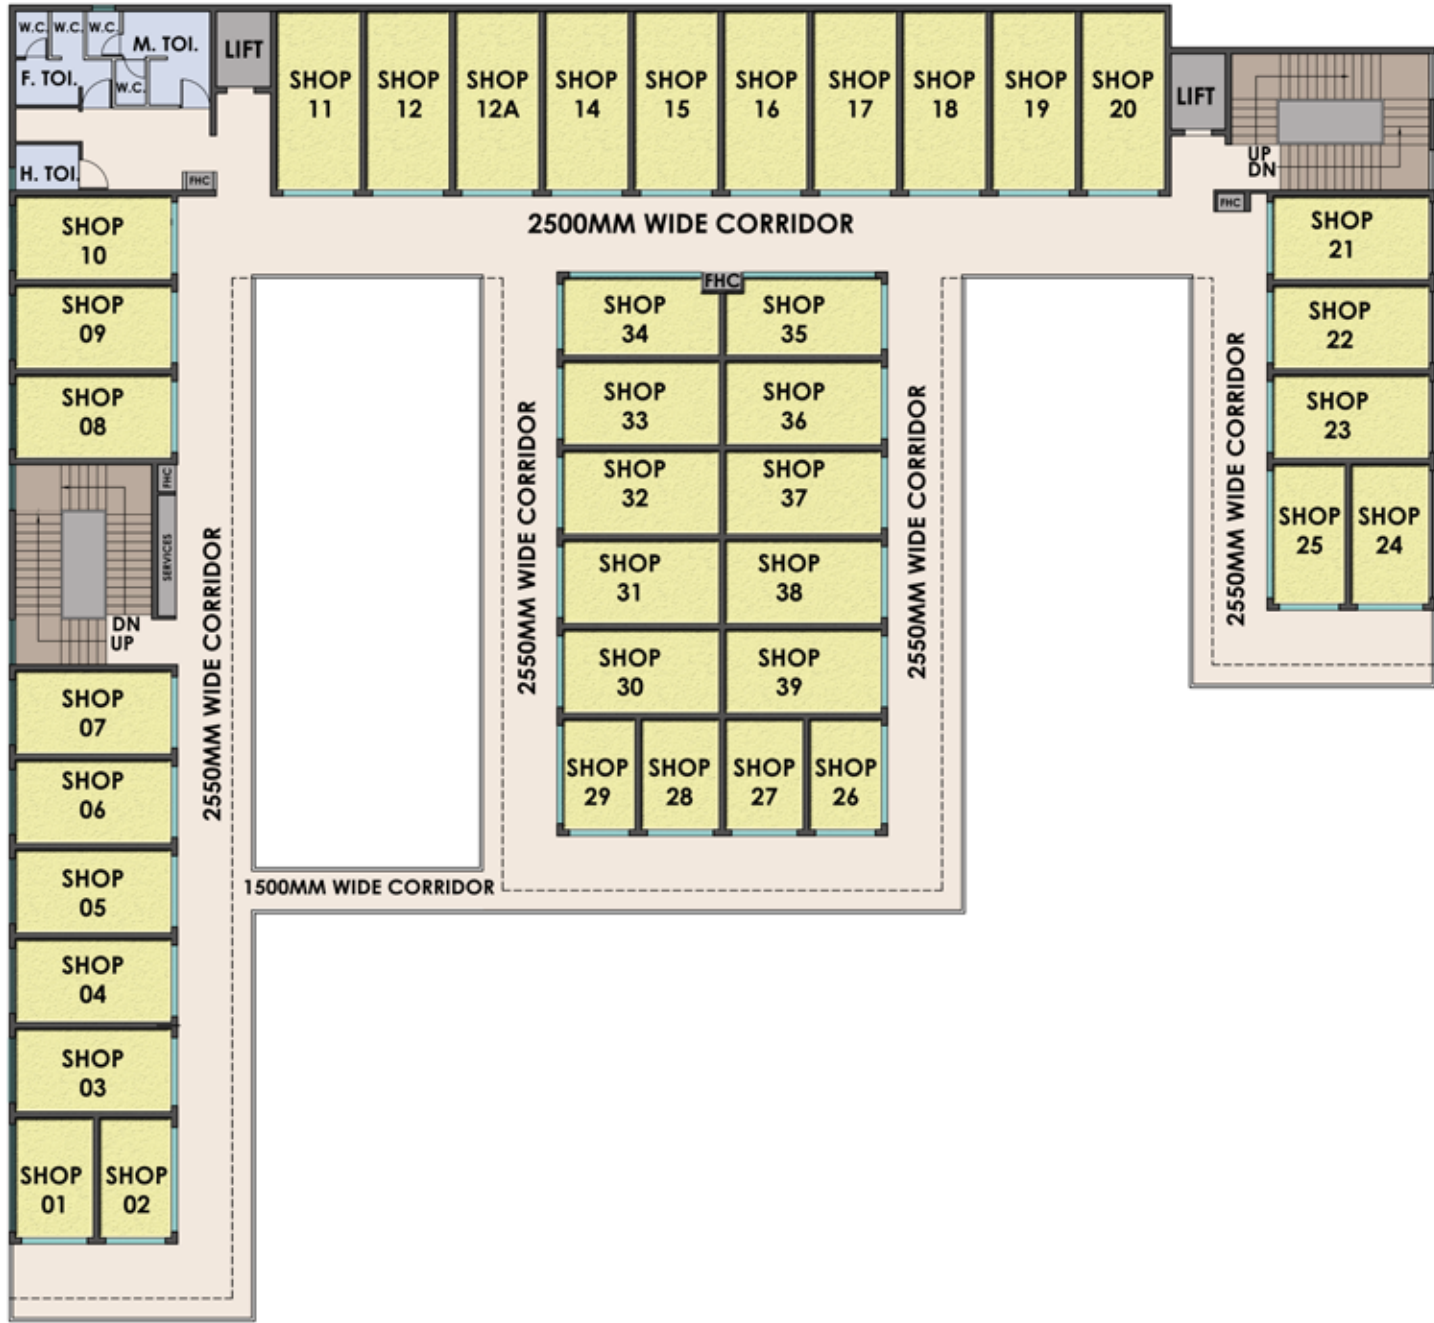 W.C.
W.C.
W.C.
M. TOI.
F. TOI.
W.C.
LIFT
SHOP
11
SHOP
12
SHOP
12A
SHOP
14
SHOP
15
SHOP
16
SHOP
17
SHOP
18
SHOP
19
SHOP
20
LIFT
UP
DN
H. TOI.
FHC
FHC
2500MM WIDE CORRIDOR
SHOP
10
SHOP
09
SHOP
08
FHC
SERVICES
DN
UP
2550MM WIDE CORRIDOR
SHOP
07
SHOP
06
SHOP
05
SHOP
04
SHOP
03
SHOP
01
SHOP
02
1500MM WIDE CORRIDOR
2550MM WIDE CORRIDOR
FHC
SHOP
34
SHOP
35
SHOP
33
SHOP
36
SHOP
32
SHOP
37
SHOP
31
SHOP
38
SHOP
30
SHOP
39
SHOP
29
SHOP
28
SHOP
27
SHOP
26
2550MM WIDE CORRIDOR
2550MM WIDE CORRIDOR
SHOP
21
SHOP
22
SHOP
23
SHOP
25
SHOP
24